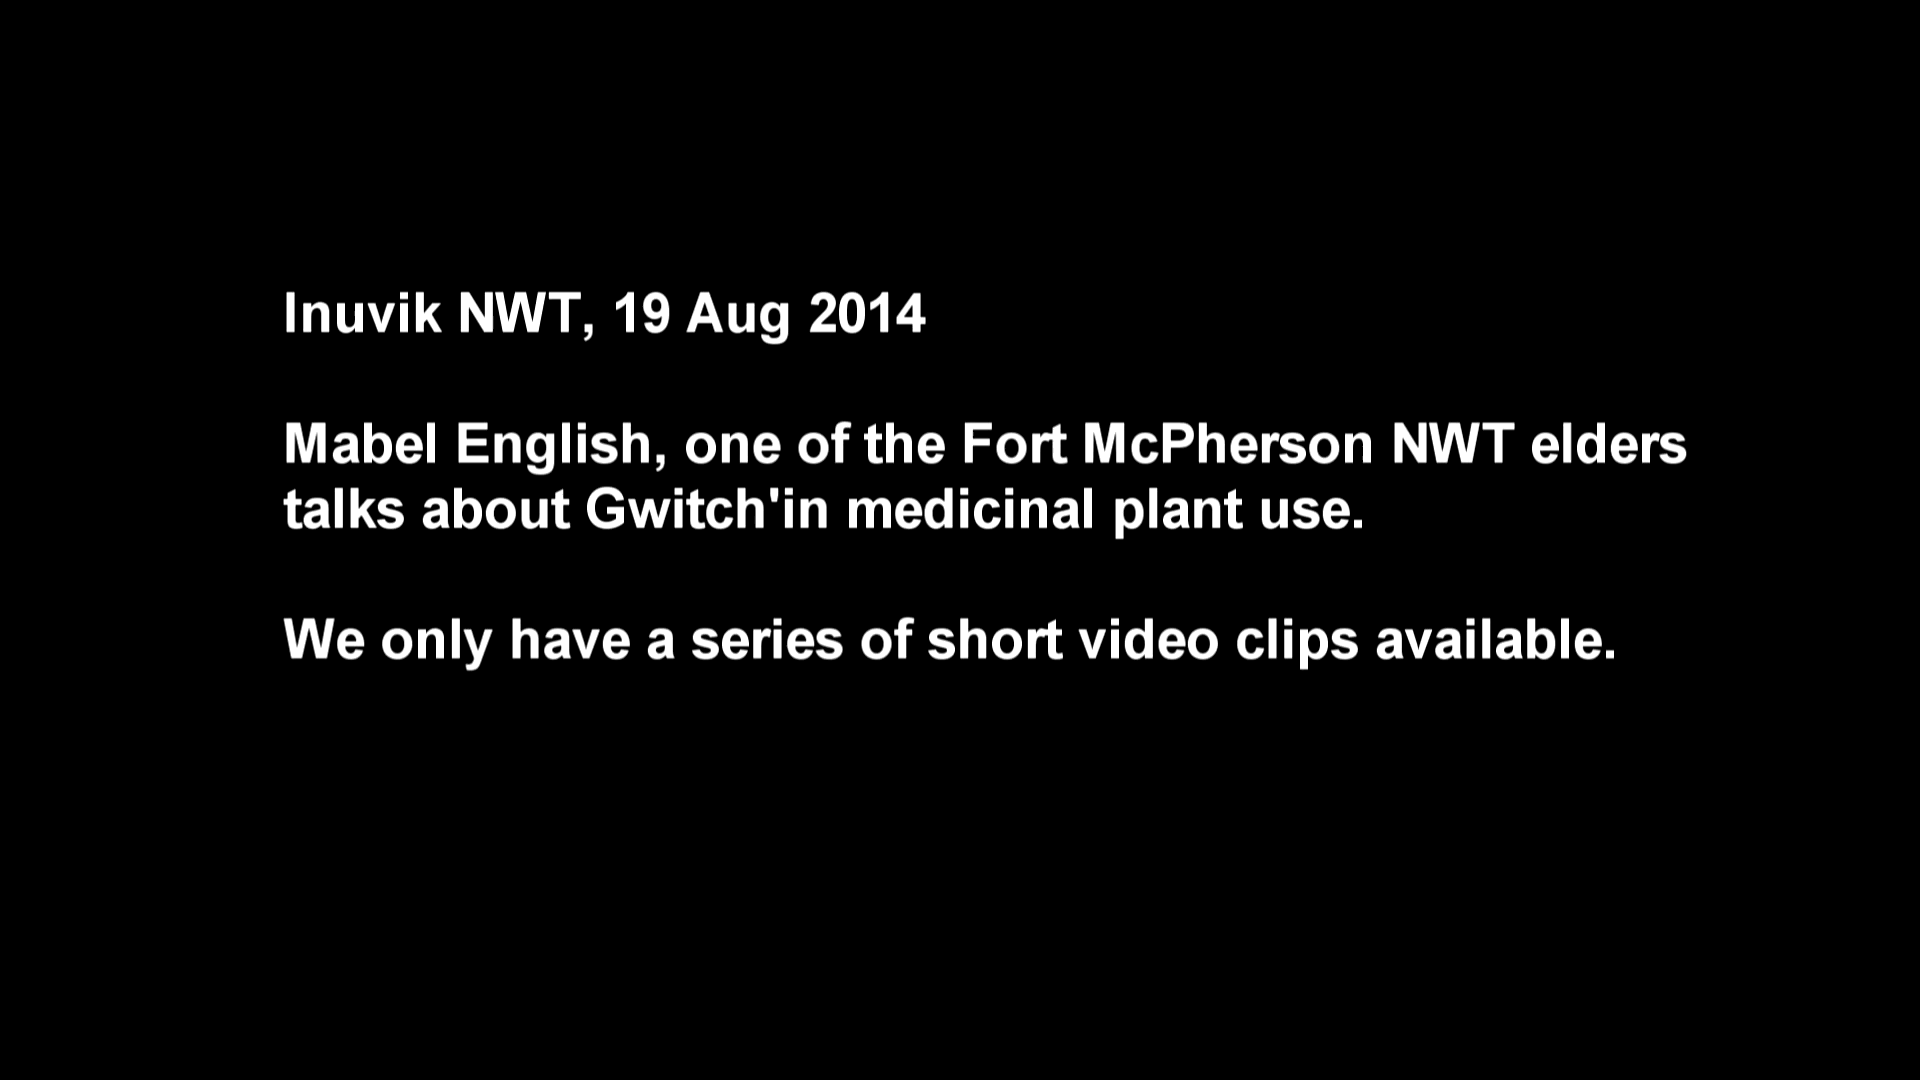 Inuvik NWT, 19 Aug 2014
Mabel English, one of the Fort McPherson NWT elders
talks about Gwitch'in medicinal plant use.
We only have a series of short video clips available.